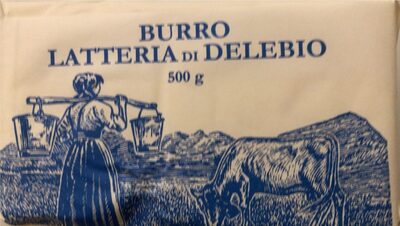 BURRO
LATTERIA DI DELEBIO
500 g